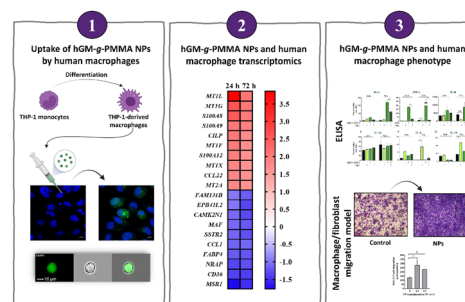 1
Uptake of hGM-g-PMMA NPs
by human macrophages
Differentiation
THP-1 monocytes
THP-1-derived
macrophages
10 µm
2
hGM-g-PMMA NPs and human
macrophage transcriptomics
24 h 72 h
MT1L
MT1G
S100A8
S100A9
CILP
MT1F
S100A12
MT1X
CCL22
MT2A
FAM131B
EPB41L2
CAMK2N1
MAF
SSTR2
CCL1
FABP4
NRAP
CD36
MSR1
3.5
3
2.5
2
1.5
1
0.5
0
-0.5
-1
-1.5
3
hGM-g-PMMA NPs and human
macrophage phenotype
ELISA
Macrophage/fibroblast
migration model
Control
NPs